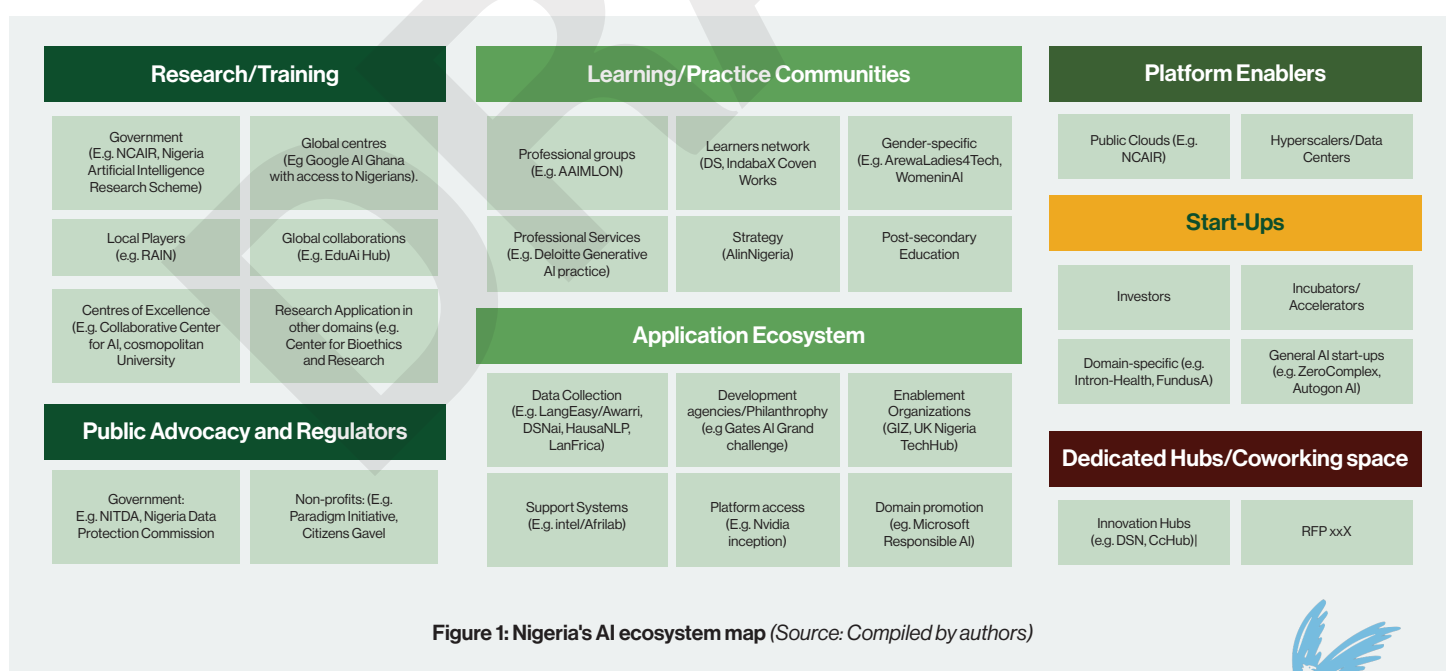 Research/Training
Government
(E.g. NCAIR, Nigeria
Artificial Intelligence
Research Scheme)
Global centres
(Eg Google AI Ghana
with access to Nigerians).
Local Players
(e.g. RAIN)
Global collaborations
(E.g. EduAi Hub)
Centres of Excellence
(E.g. Collaborative Center
for AI, cosmopolitan
University
Research Application in
other domains (e.g.
Center for Bioethics
and Research
Public Advocacy and Regulators
Government:
E.g. NITDA, Nigeria Data
Protection Commission
Non-profits: (E.g.
Paradigm Initiative,
Citizens Gavel
Learning/Practice Communities
Professional groups
(E.g. AAIMLON)
Learners network
(DS, IndabaX Coven
Works
Gender-specific
(E.g. ArewaLadies4Tech,
WomeninAI
Professional Services
(E.g. Deloitte Generative
AI practice)
Strategy
(AIinNigeria)
Post-secondary
Education
Application Ecosystem
Data Collection
(E.g. LangEasy/Awarri,
DSNai, HausaNLP,
LanFrica)
Development
agencies/Philanthrophy
(e.g Gates AI Grand
challenge)
Enablement
Organizations
(GIZ, UK Nigeria
TechHub)
Support Systems
(E.g. intel/Afrilab)
Platform access
(E.g. Nvidia
inception)
Domain promotion
(eg. Microsoft
Responsible AI)
Platform Enablers
Public Clouds (E.g.
NCAIR)
Hyperscalers/Data
Centers
Start-Ups
Investors
Incubators/
Accelerators
Domain-specific (e.g.
Intron-Health, FundusA)
General AI start-ups
(e.g. ZeroComplex,
Autogon AI)
Dedicated Hubs/Coworking space
Innovation Hubs
(e.g. DSN, CcHub)|
RFP xxX
Figure 1: Nigeria's AI ecosystem map (Source: Compiled by authors)